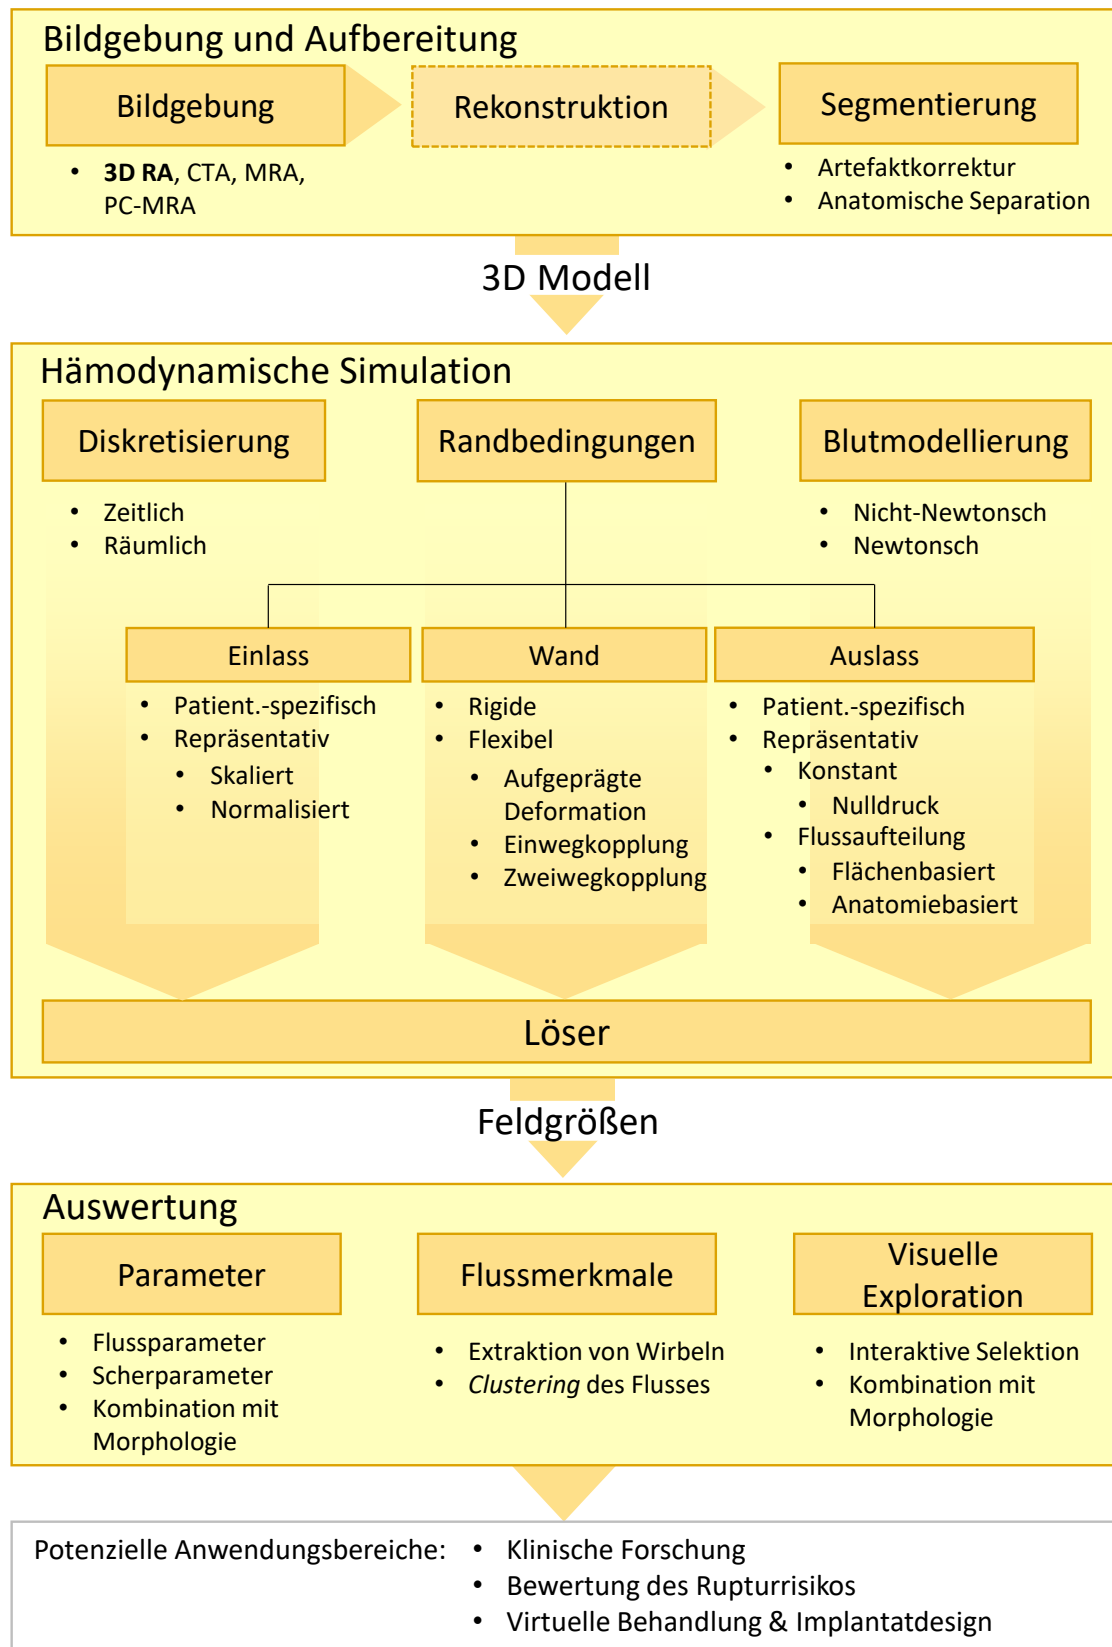 Bildgebung und Aufbereitung
Bildgebung
Rekonstruktion
Segmentierung
• 3D RA, CTA, MRA,
PC-MRA
• Artefaktkorrektur
• Anatomische Separation
3D Modell
Hämodynamische Simulation
Diskretisierung
Randbedingungen
Blutmodellierung
• Zeitlich
• Räumlich
• Nicht-Newtonsch
• Newtonsch
Einlass
Wand
Auslass
• Patient.-spezifisch
• Repräsentativ
• Skaliert
• Normalisiert
• Rigide
• Flexibel
• Aufgeprägte
Deformation
• Einwegkopplung
• Zweiwegkopplung
• Patient.-spezifisch
• Repräsentativ
• Konstant
• Nulldruck
• Flussaufteilung
• Flächenbasiert
• Anatomiebasiert
Löser
Feldgrößen
Auswertung
Parameter
Flussmerkmale
Visuelle
Exploration
• Flussparameter
• Scherparameter
• Kombination mit
Morphologie
• Extraktion von Wirbeln
• Clustering des Flusses
• Interaktive Selektion
• Kombination mit
Morphologie
Potenzielle Anwendungsbereiche: • Klinische Forschung
• Bewertung des Rupturrisikos
• Virtuelle Behandlung & Implantatdesign